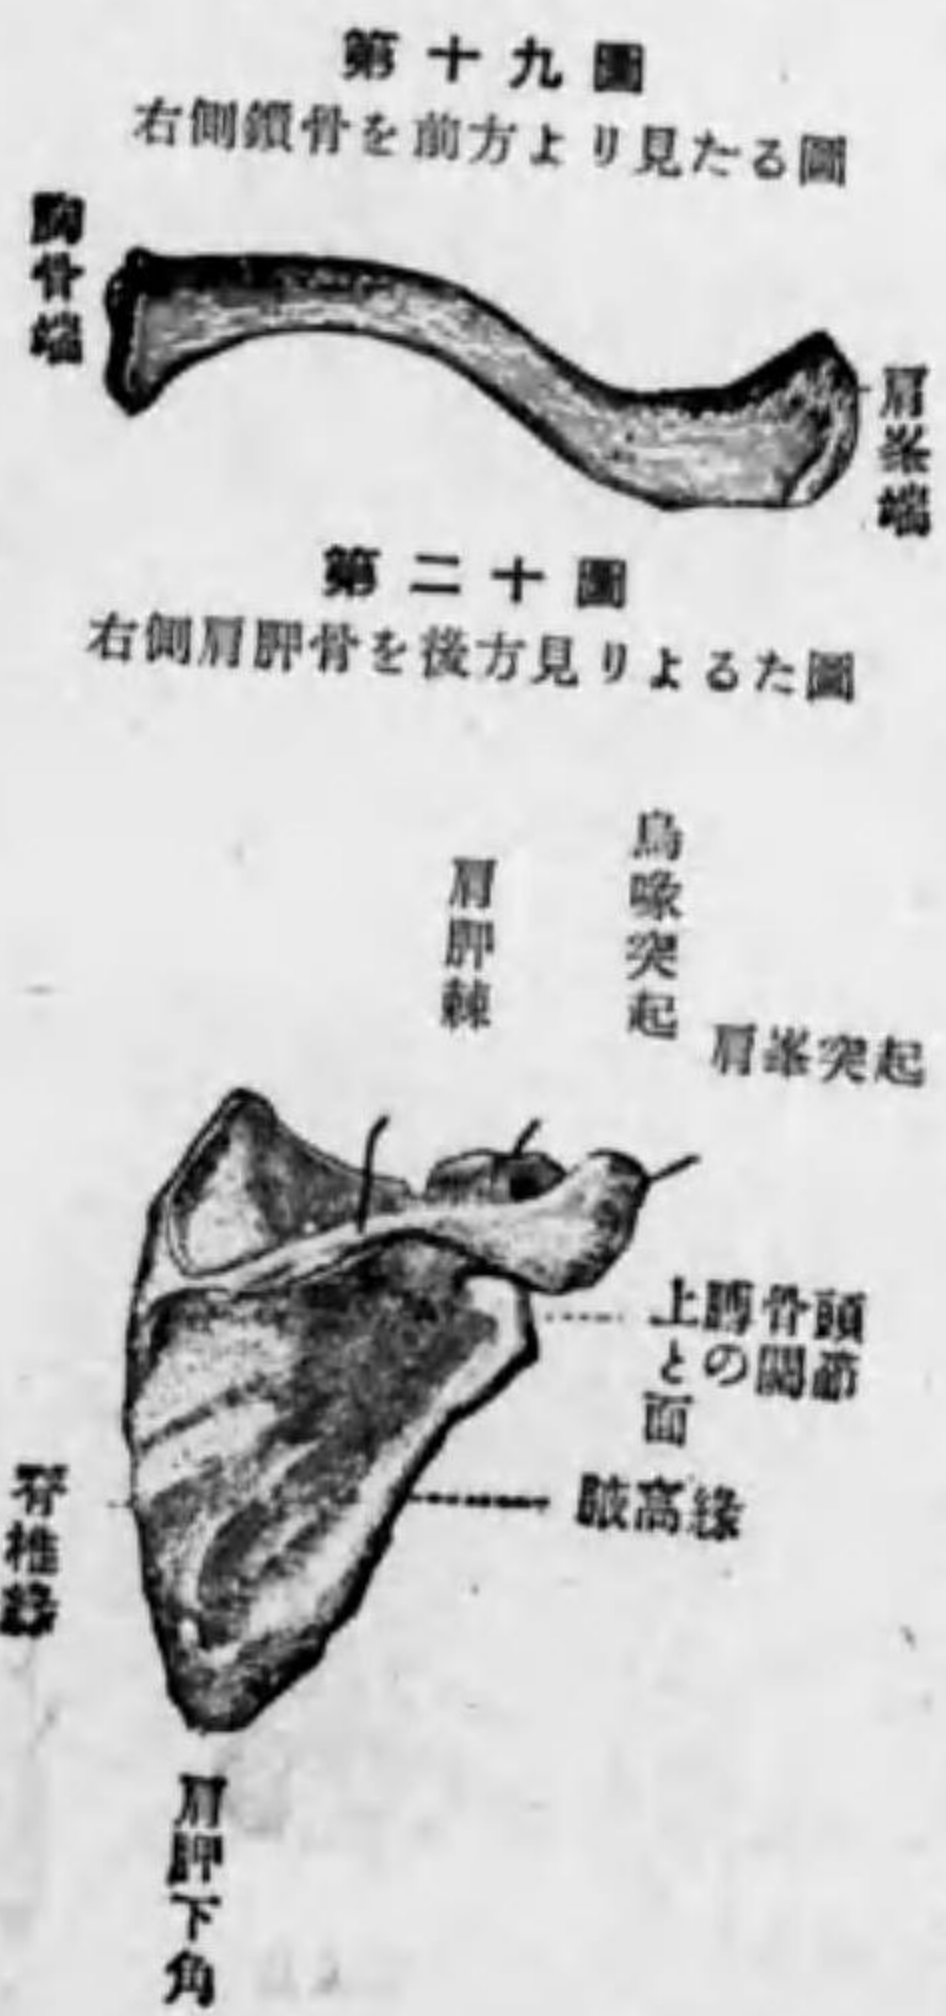 第十九圖
右側鎖骨を前方より見たる圖
胸骨端
肩峯端
第二十圖
右側肩胛骨を後方見りよるた圖
肩胛棘
烏喙突起
肩峯突起
上膊骨頭
との關節
面
腋窩緣
脊椎緣
肩胛下角